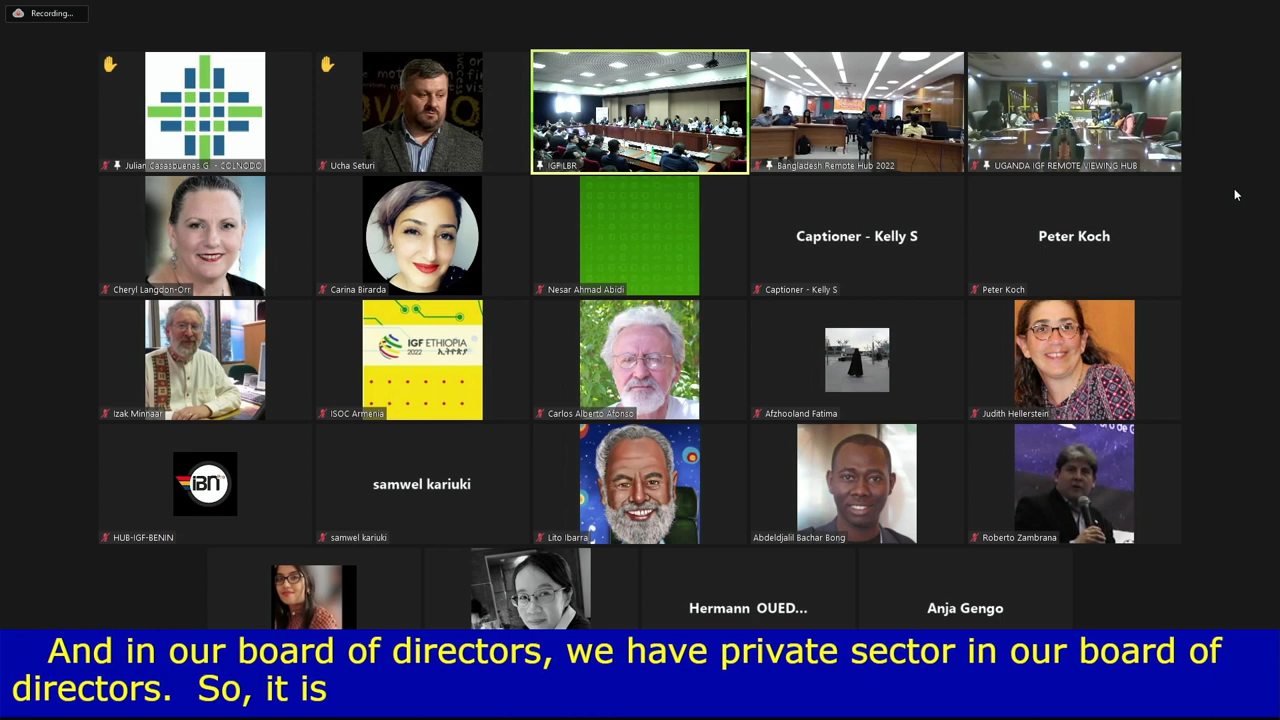 Recording...
Julian Casasbuenas G. - COLNODO
Ucha Seturi
IGF LBR
Bangladesh Remote Hub 2022
UGANDA IGF REMOTE VIEWING HUB
Cheryl Langdon-Orr
Carina Birarda
Nesar Ahmad Abidi
Captioner - Kelly S
Captioner - Kelly S
Peter Koch
Peter Koch
IGF ETHIOPIA
2022 ኢትዮጵያ
Izak Minnaar
ISOC Armenia
Carlos Alberto Afonso
Afzhooland Fatima
Judith Hellerstein
iBN
HUB-IGF-BENIN
samwel kariuki
samwel kariuki
Lito Ibarra
Abdeldjalil Bachar Bong
Roberto Zambrana
Hermann OUED...
Anja Gengo
And in our board of directors, we have private sector in our board of
directors. So, it is